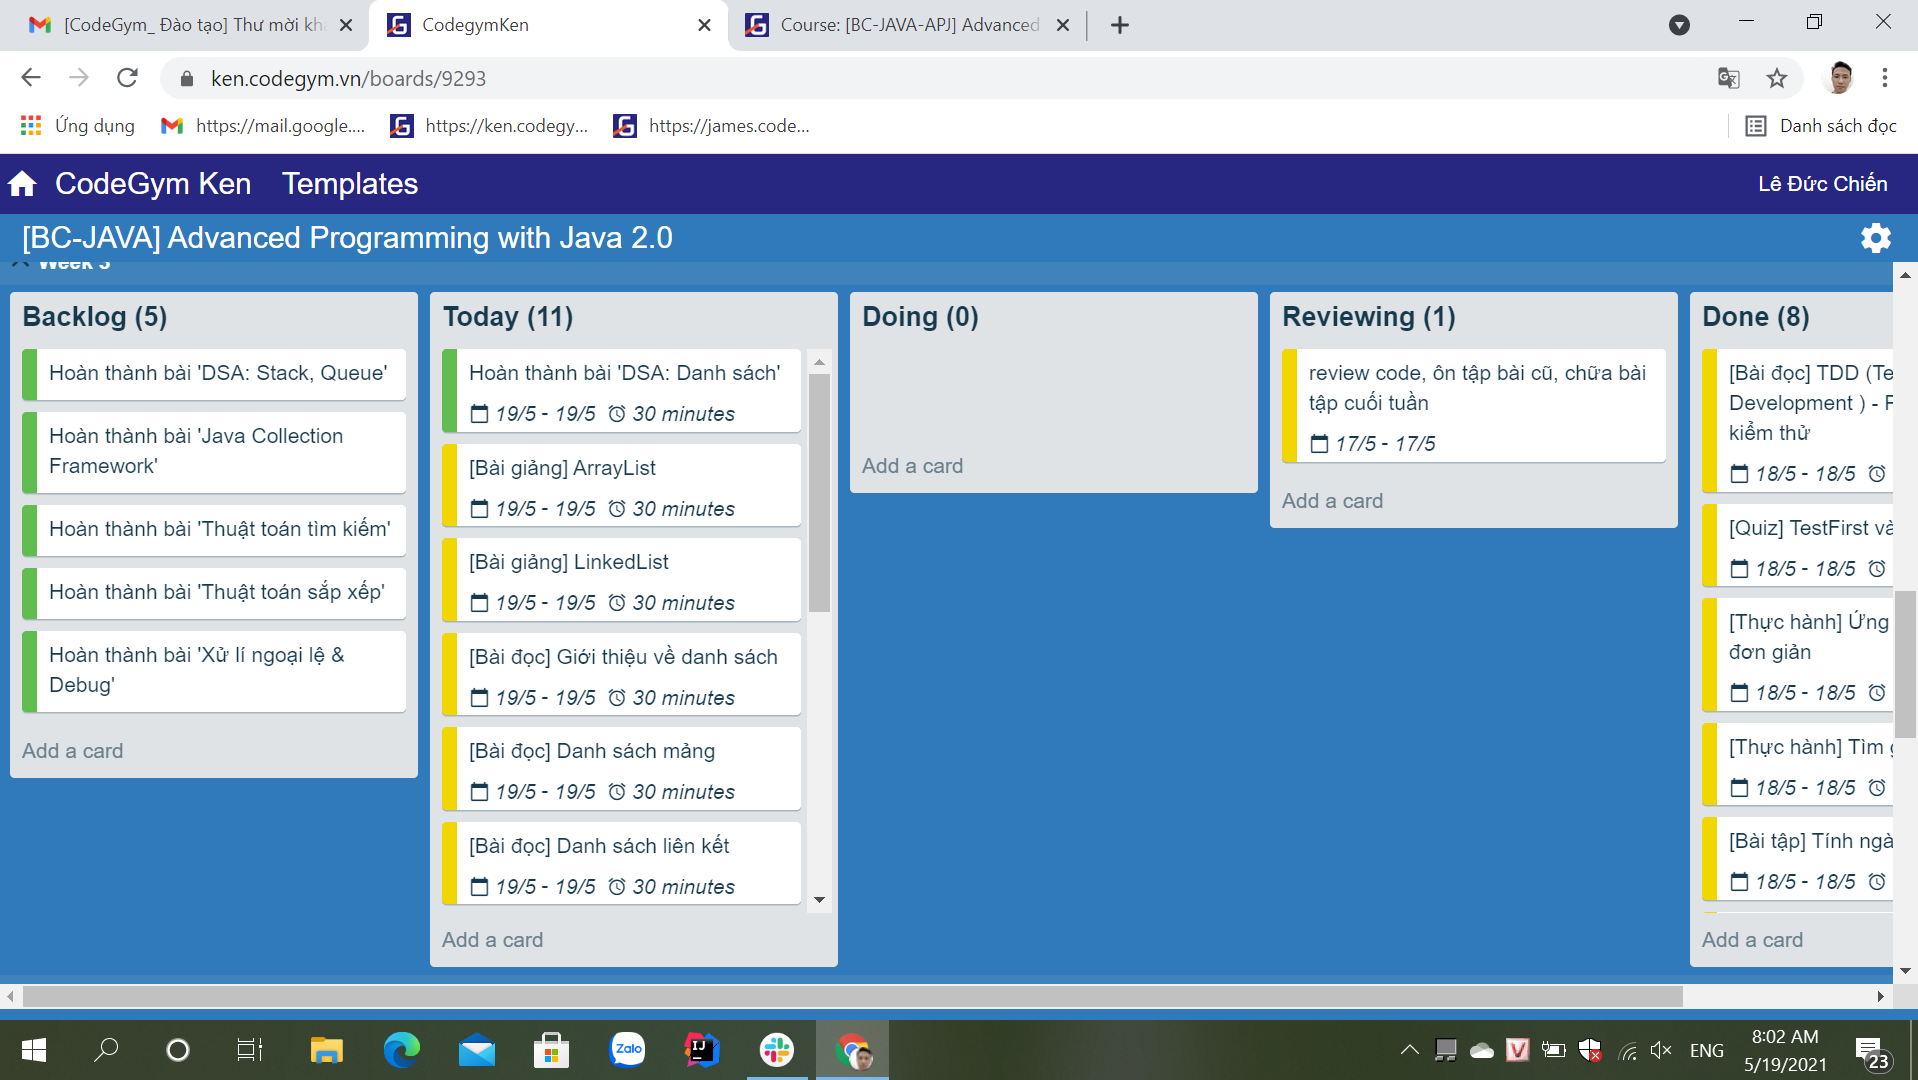 [CodeGym_ Đào tạo] Thư mời khả
CodegymKen
Course: [BC-JAVA-APJ] Advanced
ken.codegym.vn/boards/9293
Ứng dụng
https://mail.google....
https://ken.codegy...
https://james.code...
Danh sách đọc
CodeGym Ken
Templates
Lê Đức Chiến
[BC-JAVA] Advanced Programming with Java 2.0
Backlog (5)
Hoàn thành bài 'DSA: Stack, Queue'
Hoàn thành bài 'Java Collection
Framework'
Hoàn thành bài 'Thuật toán tìm kiếm'
Hoàn thành bài 'Thuật toán sắp xếp'
Hoàn thành bài 'Xử lí ngoại lệ &
Debug'
Add a card
Today (11)
Hoàn thành bài 'DSA: Danh sách'
19/5 - 19/5 30 minutes
[Bài giảng] ArrayList
19/5 - 19/5 30 minutes
[Bài giảng] LinkedList
19/5 - 19/5 30 minutes
[Bài đọc] Giới thiệu về danh sách
19/5 - 19/5 30 minutes
[Bài đọc] Danh sách mảng
19/5 - 19/5 30 minutes
[Bài đọc] Danh sách liên kết
19/5 - 19/5 30 minutes
Add a card
Doing (0)
Add a card
Reviewing (1)
review code, ôn tập bài cũ, chữa bài
tập cuối tuần
17/5 - 17/5
Add a card
Done (8)
[Bài đọc] TDD (Te
Development ) - P
kiểm thử
18/5 - 18/5
[Quiz] TestFirst và
18/5 - 18/5
[Thực hành] Ứng
đơn giản
18/5 - 18/5
[Thực hành] Tìm
18/5 - 18/5
[Bài tập] Tính ngà
18/5 - 18/5
Add a card
Zalo
IJ
V
ENG
8:02 AM
5/19/2021
23